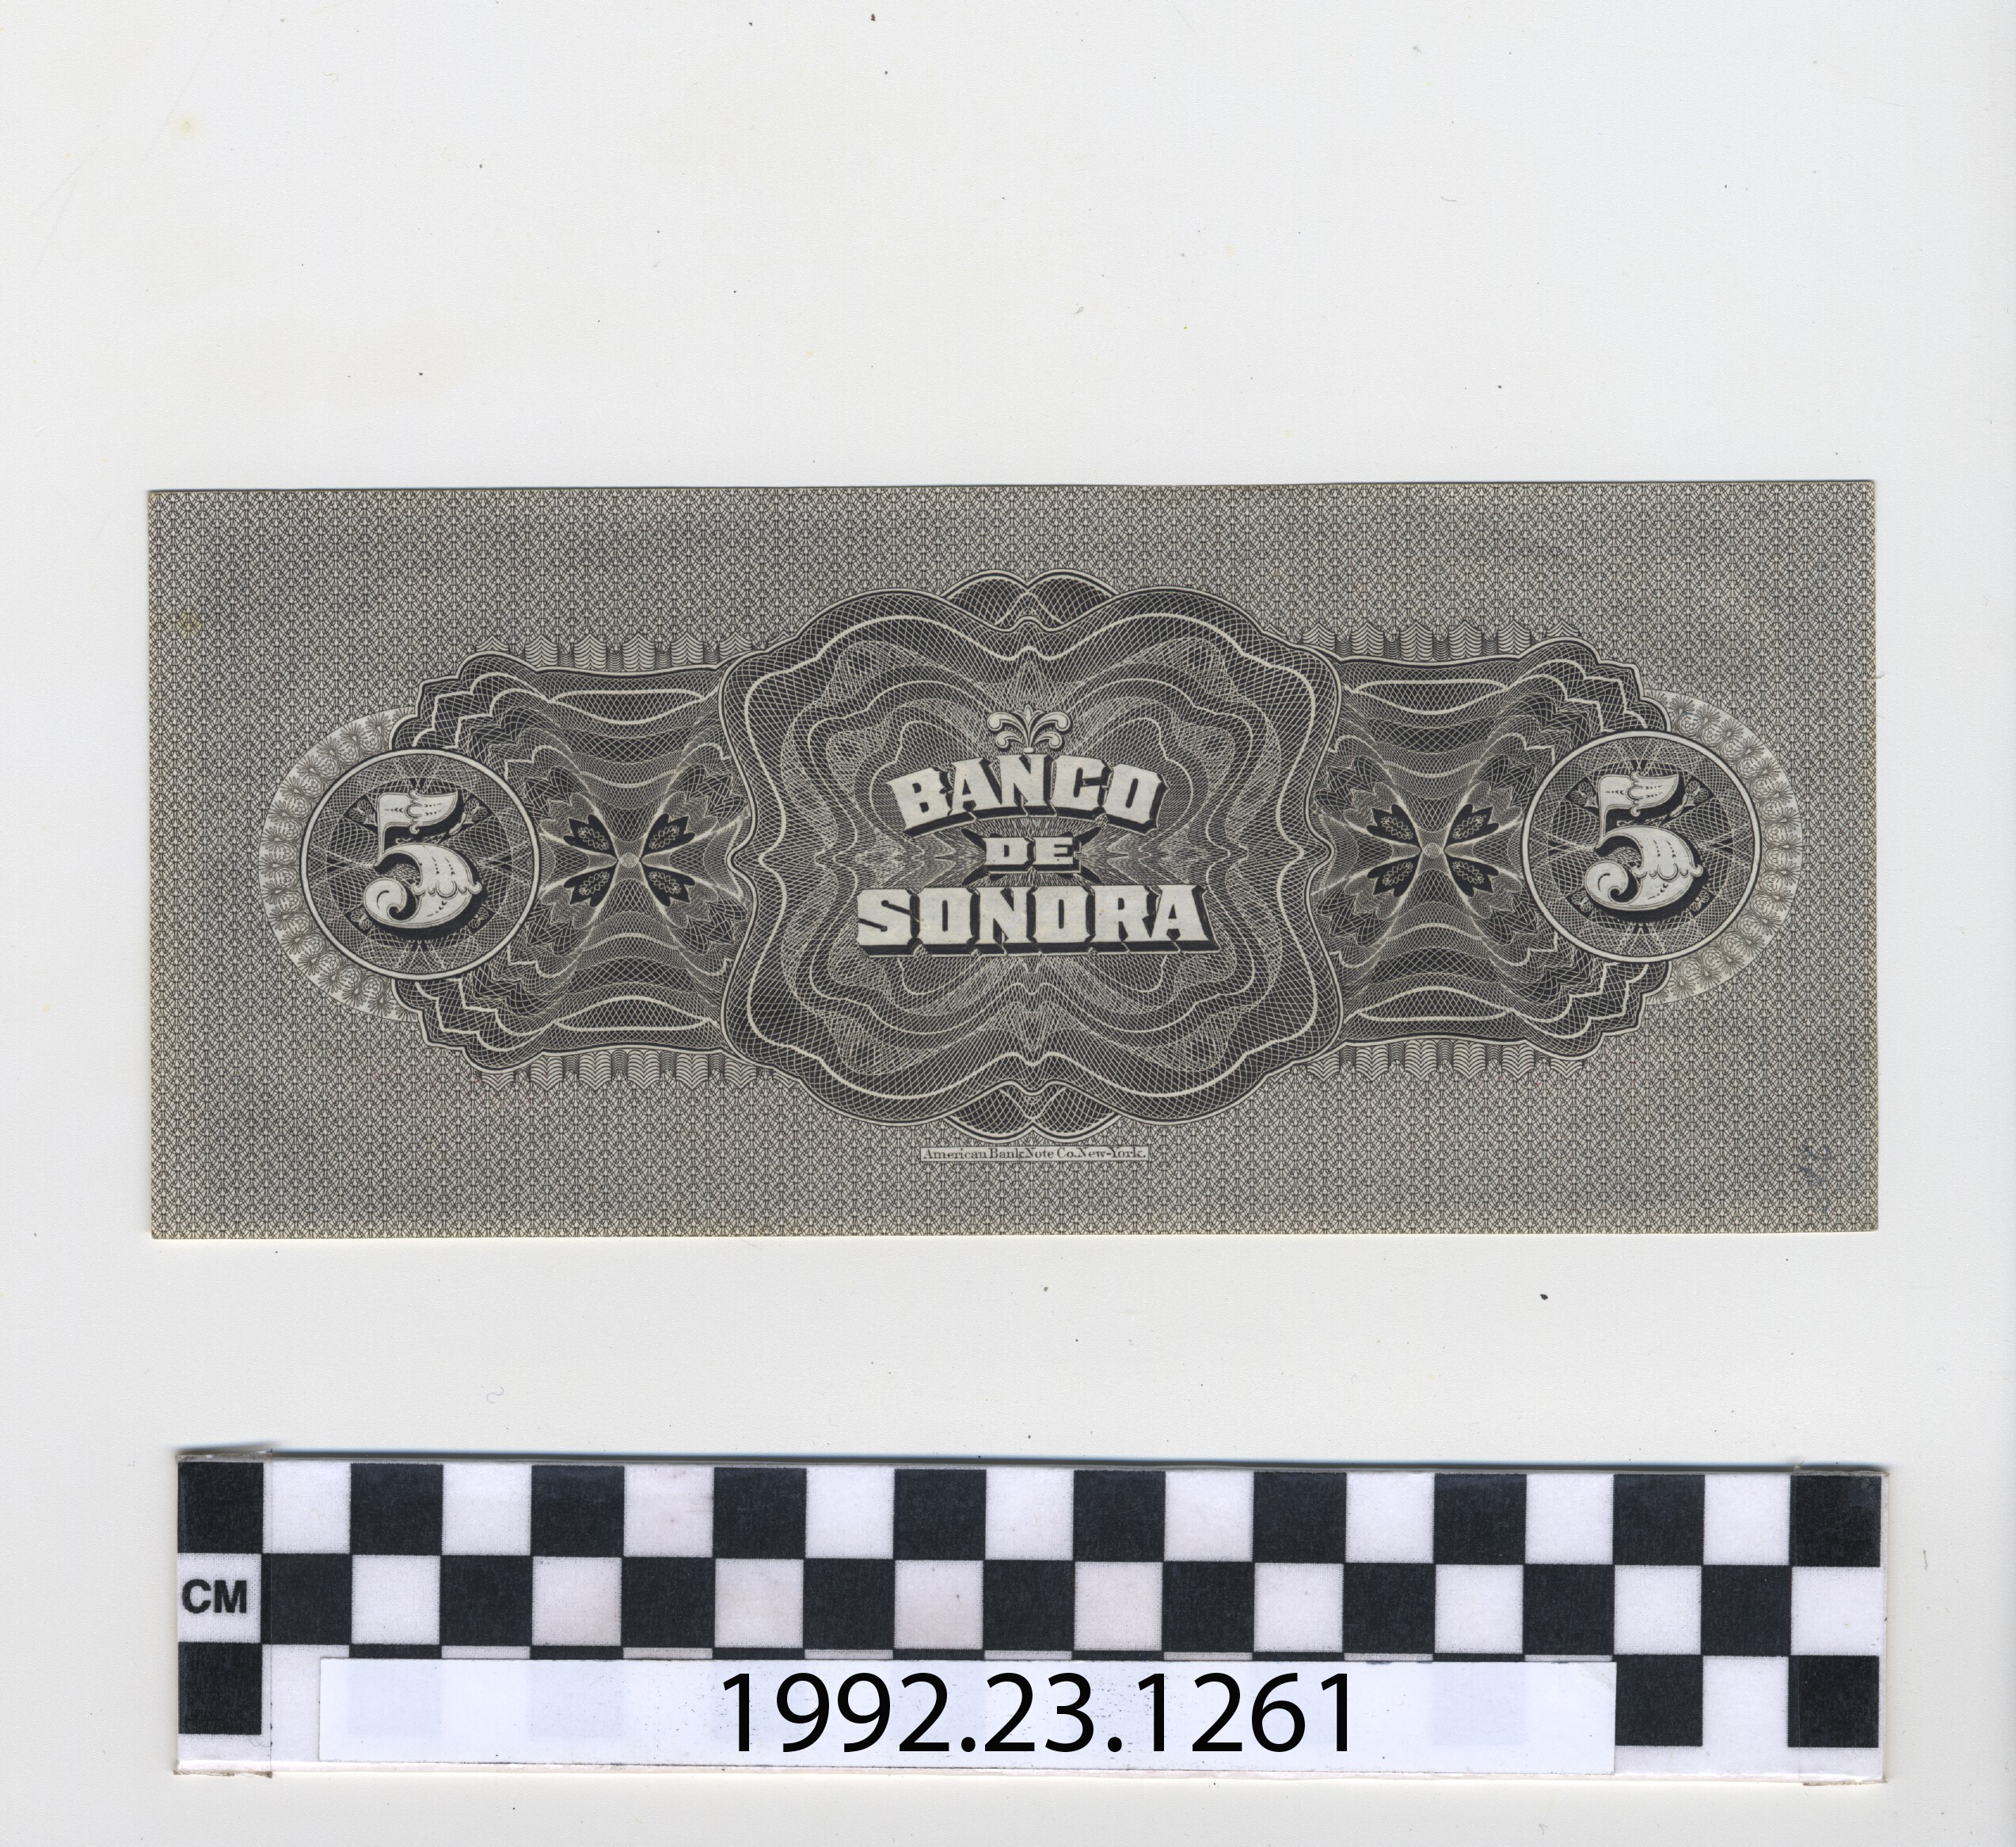 BANCO
DE
SONORA
5
5
American Bank Note Co. New-York.
CM
1992.23.1261